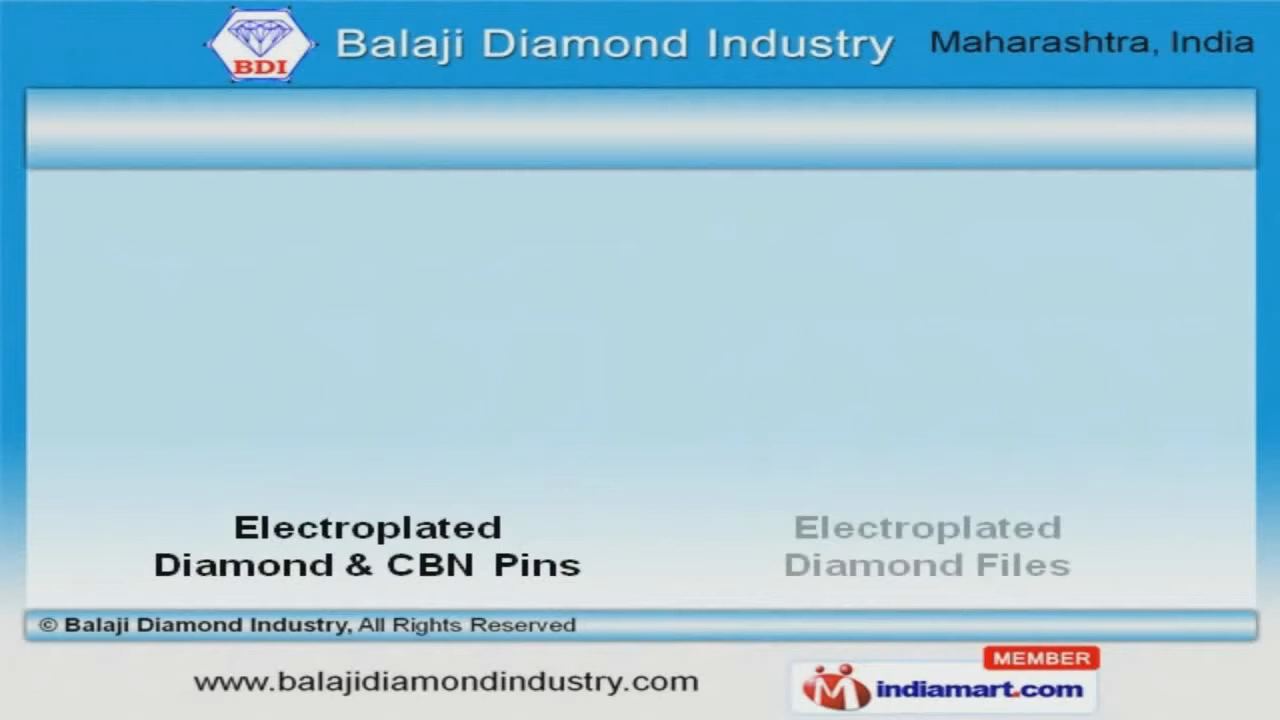 BDI
Balaji Diamond Industry
Maharashtra, India
Electroplated
Diamond & CBN Pins
Electroplated
Diamond Files
© Balaji Diamond Industry, All Rights Reserved
www.balajidiamondindustry.com
MEMBER
indiamart.com